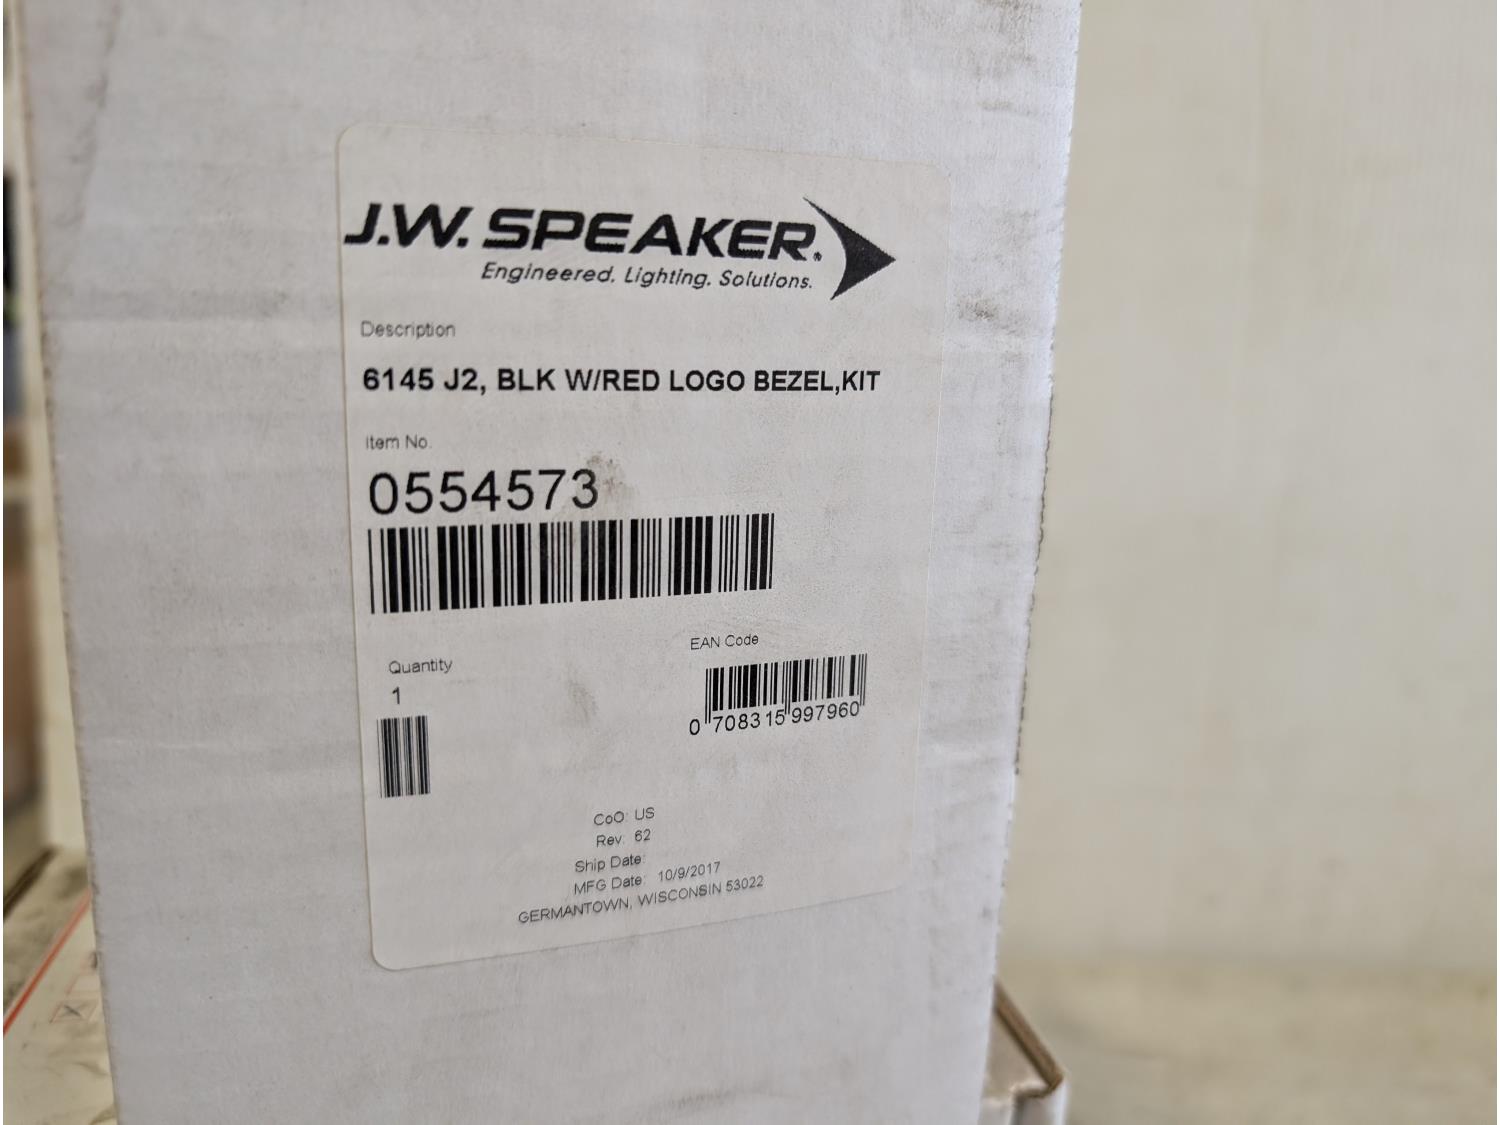 J.W. SPEAKER®
Engineered. Lighting. Solutions.
Description
6145 J2, BLK W/RED LOGO BEZEL,KIT
Item No.
0554573
Quantity
1
EAN Code
0 708315 997960
CoO: US
Rev: 62
Ship Date:
MFG Date: 10/9/2017
GERMANTOWN, WISCONSIN 53022